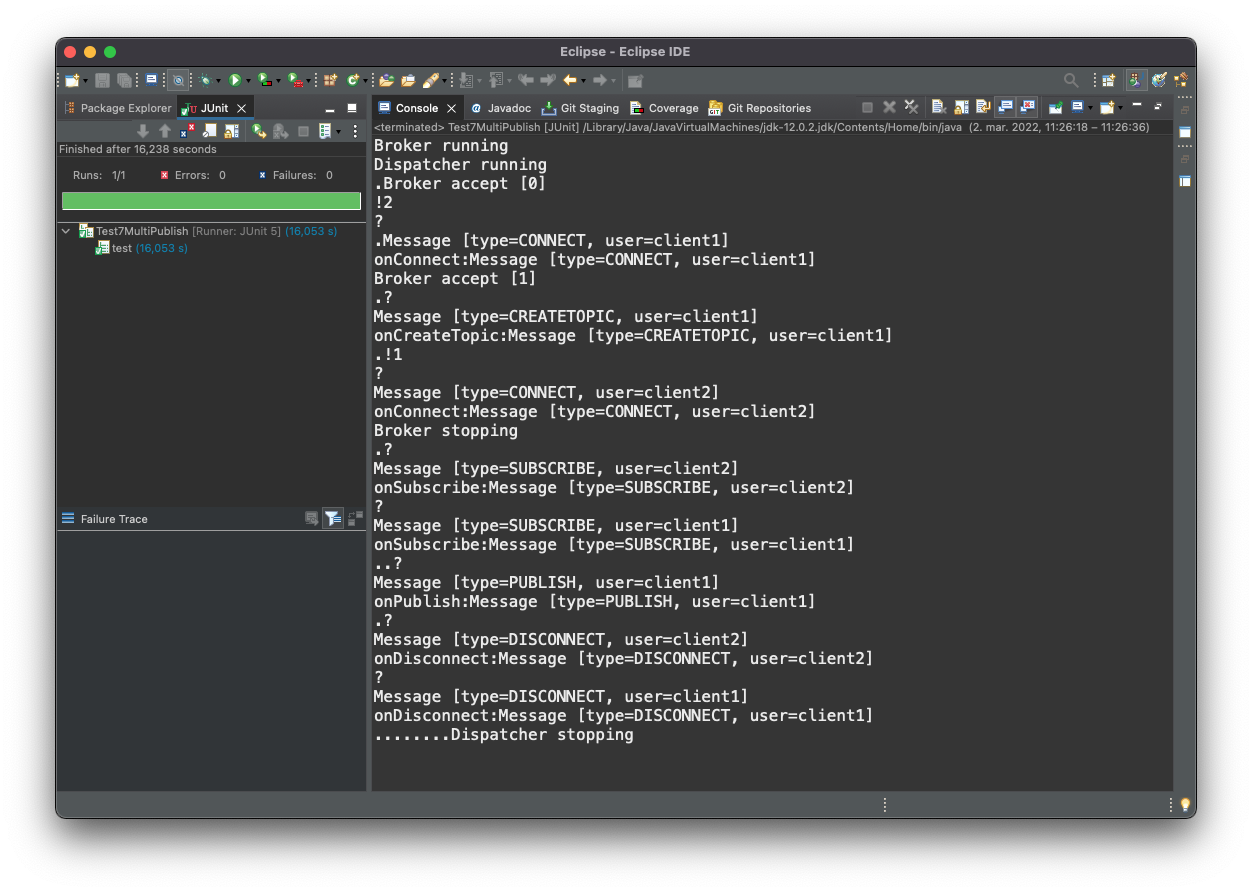 Eclipse - Eclipse IDE
Package Explorer
JUnit
Finished after 16,238 seconds
Runs: 1/1
Errors: 0
Failures: 0
Test7MultiPublish [Runner: JUnit 5] (16,053 s)
test (16,053 s)
Failure Trace
Console
Javadoc
Git Staging
Coverage
GIT
Git Repositories
<terminated> Test7MultiPublish [JUnit] /Library/Java/JavaVirtualMachines/jdk-12.0.2.jdk/Contents/Home/bin/java (2. mar. 2022, 11:26:18 – 11:26:36)
Broker running
Dispatcher running
.Broker accept [0]
!2
?
.Message [type=CONNECT, user=client1]
onConnect:Message [type=CONNECT, user=client1]
Broker accept [1]
.?
Message [type=CREATETOPIC, user=client1]
onCreateTopic:Message [type=CREATETOPIC, user=client1]
.!1
?
Message [type=CONNECT, user=client2]
onConnect:Message [type=CONNECT, user=client2]
Broker stopping
.?
Message [type=SUBSCRIBE, user=client2]
onSubscribe:Message [type=SUBSCRIBE, user=client2]
?
Message [type=SUBSCRIBE, user=client1]
onSubscribe:Message [type=SUBSCRIBE, user=client1]
..?
Message [type=PUBLISH, user=client1]
onPublish:Message [type=PUBLISH, user=client1]
.?
Message [type=DISCONNECT, user=client2]
onDisconnect:Message [type=DISCONNECT, user=client2]
?
Message [type=DISCONNECT, user=client1]
onDisconnect:Message [type=DISCONNECT, user=client1]
........Dispatcher stopping